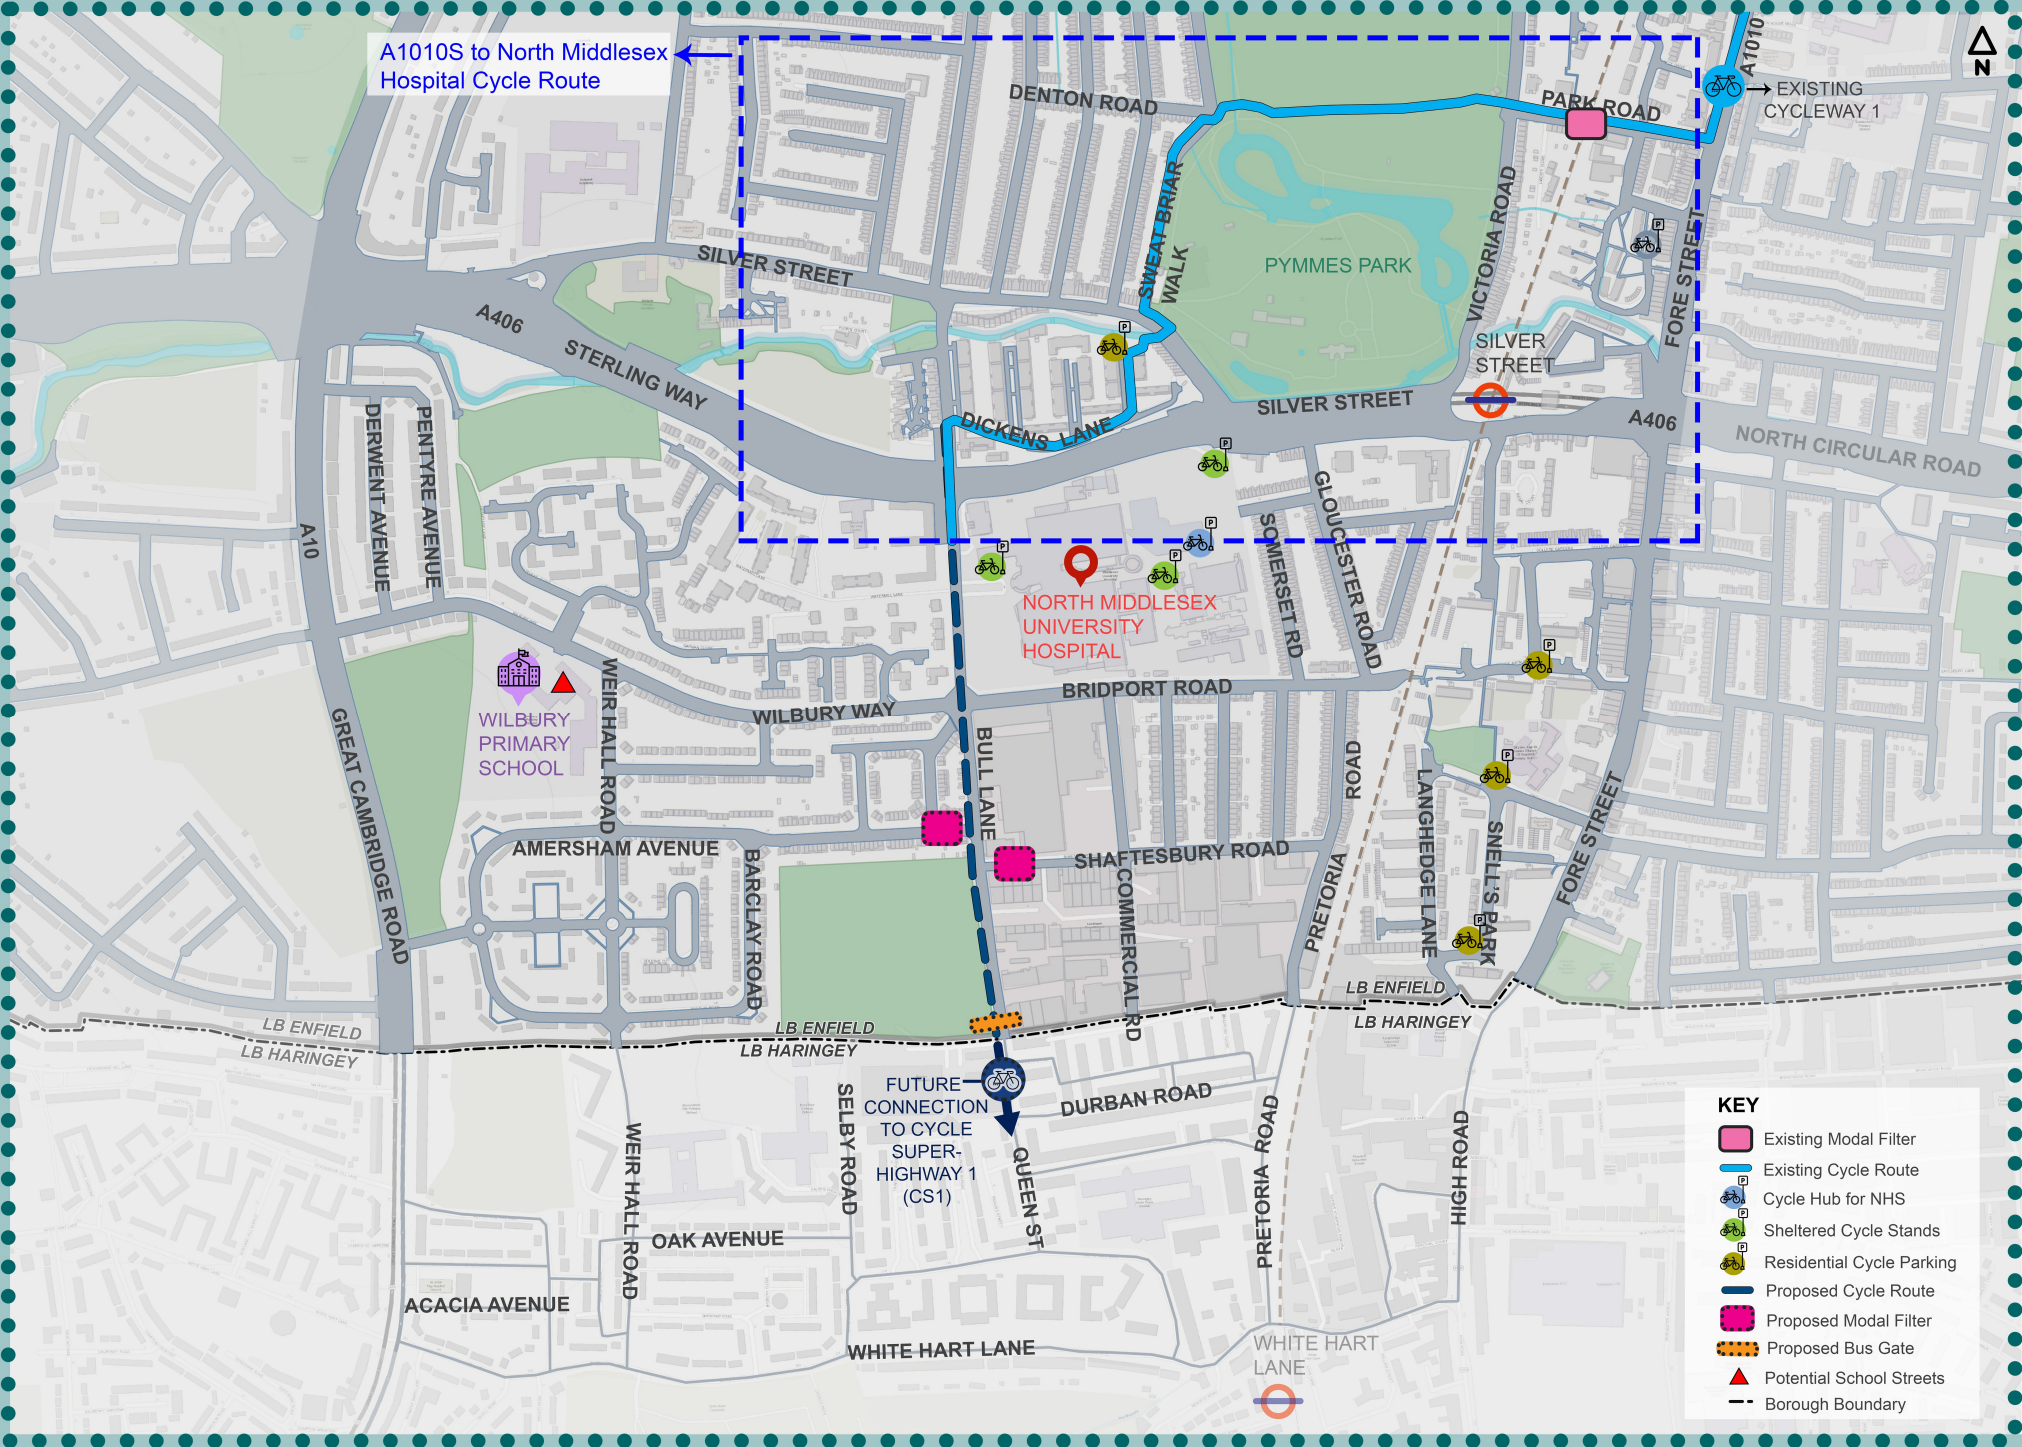 A1010S to North Middlesex
Hospital Cycle Route
DENTON ROAD
PARK ROAD
A1010
N
EXISTING
CYCLEWAY 1
SILVER STREET
SWEAT BRIAR
WALK
PYMMES PARK
VICTORIA ROAD
FORE STREET
SILVER
STREET
A406
STERLING WAY
DICKENS LANE
SILVER STREET
A406
NORTH CIRCULAR ROAD
DERWENT AVENUE
PENTYRE AVENUE
A10
GLOUCESTER ROAD
SOMERSET RD
NORTH MIDDLESEX
UNIVERSITY
HOSPITAL
WILBURY
PRIMARY
SCHOOL
WEIR HALL ROAD
WILBURY WAY
BRIDPORT ROAD
GREAT CAMBRIDGE ROAD
BULL LANE
ROAD
PRETORIA
LANGHEDGE LANE
SNELL'S PARK
FORE STREET
AMERSHAM AVENUE
BARCLAY ROAD
SHAFTESBURY ROAD
COMMERCIAL RD
LB ENFIELD
LB HARINGEY
LB ENFIELD
LB HARINGEY
LB ENFIELD
LB HARINGEY
FUTURE
CONNECTION
TO CYCLE
SUPER-
HIGHWAY 1
(CS1)
DURBAN ROAD
SELBY ROAD
QUEEN ST
WEIR HALL ROAD
PRETORIA ROAD
HIGH ROAD
OAK AVENUE
ACACIA AVENUE
WHITE HART LANE
WHITE HART
LANE
KEY
Existing Modal Filter
Existing Cycle Route
Cycle Hub for NHS
Sheltered Cycle Stands
Residential Cycle Parking
Proposed Cycle Route
Proposed Modal Filter
Proposed Bus Gate
Potential School Streets
Borough Boundary